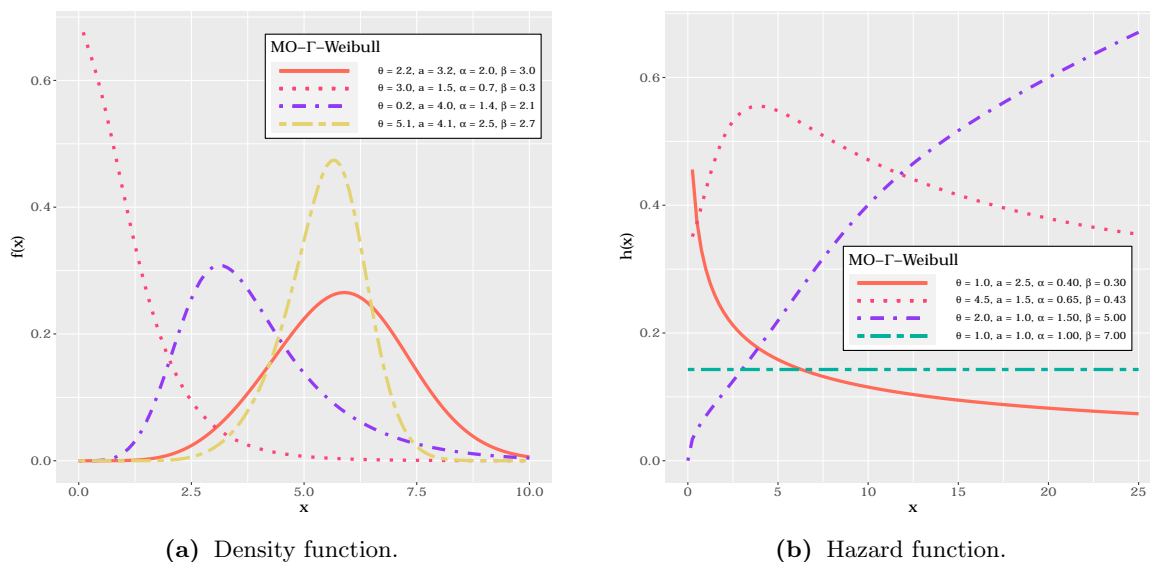 MO–Γ–Weibull
θ = 2.2, a = 3.2, α = 2.0, β = 3.0
θ = 3.0, a = 1.5, α = 0.7, β = 0.3
θ = 0.2, a = 4.0, α = 1.4, β = 2.1
θ = 5.1, a = 4.1, α = 2.5, β = 2.7
f(x)
0.6
0.4
0.2
0.0
0.0 2.5 5.0 7.5 10.0
x
(a) Density function.
h(x)
0.6
0.4
0.2
0.0
MO–Γ–Weibull
θ = 1.0, a = 2.5, α = 0.40, β = 0.30
θ = 4.5, a = 1.5, α = 0.65, β = 0.43
θ = 2.0, a = 1.0, α = 1.50, β = 5.00
θ = 1.0, a = 1.0, α = 1.00, β = 7.00
0 5 10 15 20 25
x
(b) Hazard function.